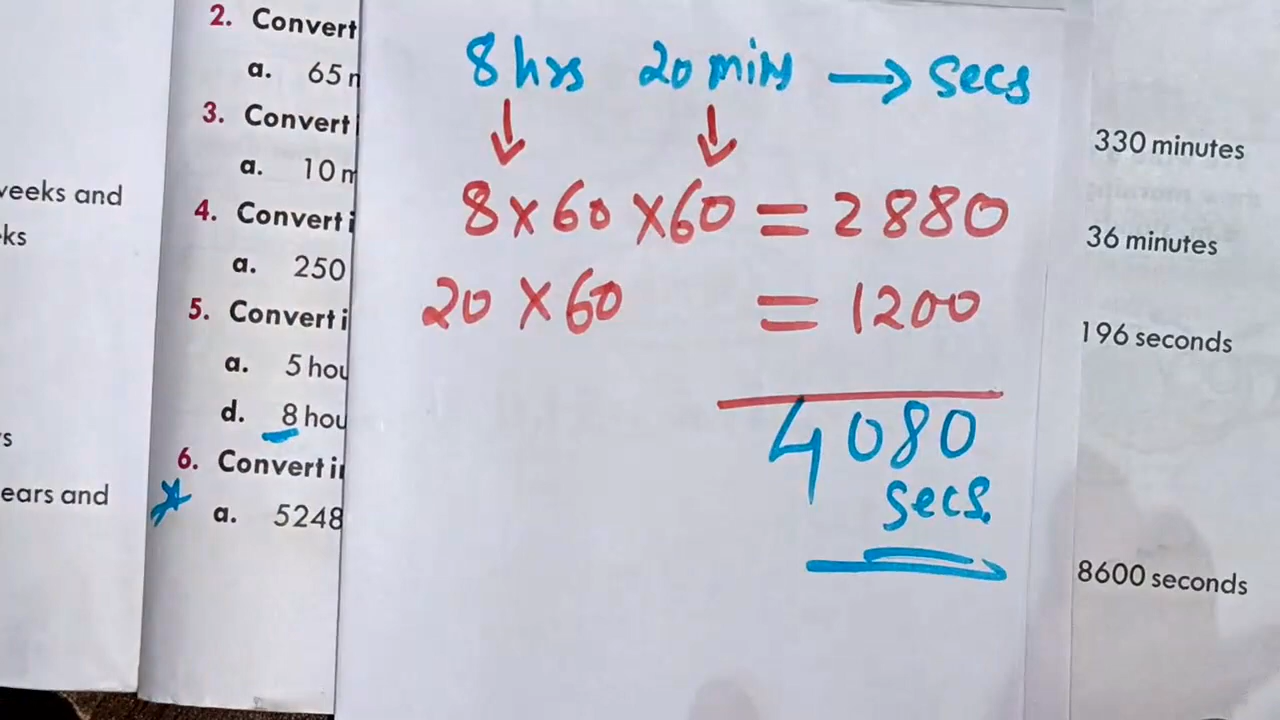 veeks and
ks
s
ears and
2. Convert
a. 65
3. Convert
a. 10
4. Convert i
a. 250
5. Convert i
a. 5 hou
d. 8 hou
6. Convert in
a. 5248
8 hrs 20 mins → secs
8 × 60 × 60 = 2880
20 × 60 = 1200
4080
secs.
330 minutes
36 minutes
196 seconds
8600 seconds